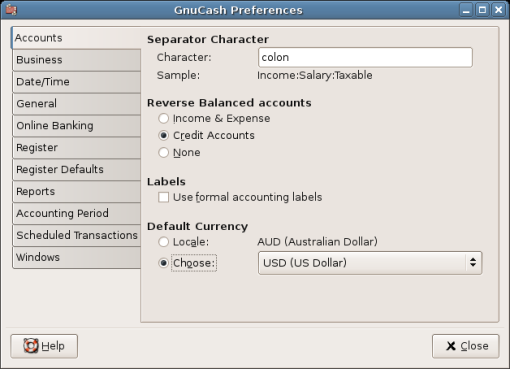 GnuCash Preferences
Accounts
Business
Date/Time
General
Online Banking
Register
Register Defaults
Reports
Accounting Period
Scheduled Transactions
Windows
Separator Character
Character: colon
Sample: Income:Salary:Taxable
Reverse Balanced accounts
Income & Expense
Credit Accounts
None
Labels
Use formal accounting labels
Default Currency
Locale: AUD (Australian Dollar)
Choose: USD (US Dollar)
Help
Close